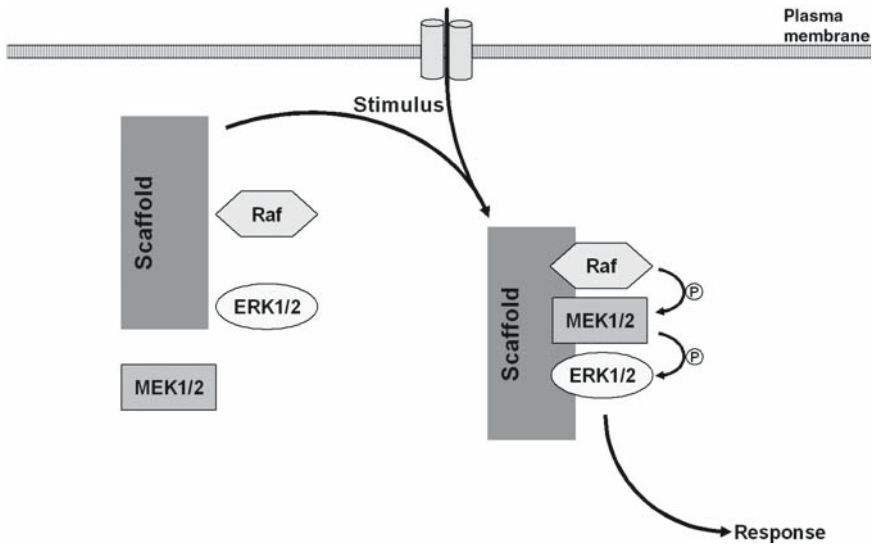 Plasma
membrane
Stimulus
Scaffold
Raf
ERK1/2
MEK1/2
Scaffold
Raf
P
MEK1/2
P
ERK1/2
Response